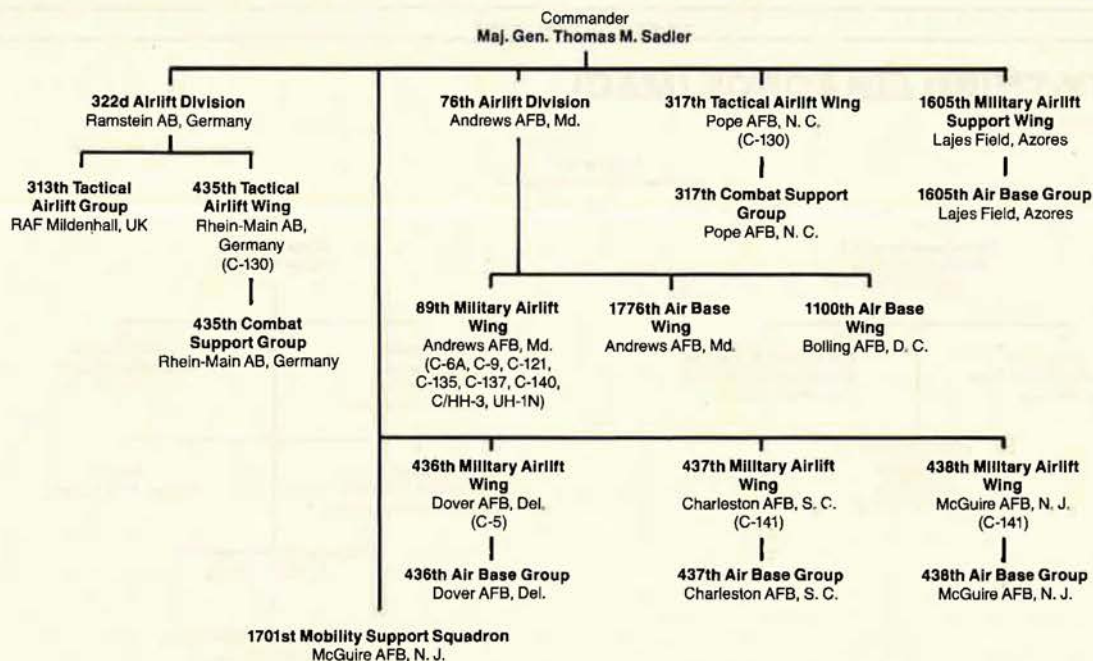 Commander
Maj. Gen. Thomas M. Sadler
322d Airlift Division
Ramstein AB, Germany
76th Airlift Division
Andrews AFB, Md.
317th Tactical Airlift Wing
Pope AFB, N. C.
(C-130)
1605th Military Airlift
Support Wing
Lajes Field, Azores
313th Tactical
Airlift Group
RAF Mildenhall, UK
435th Tactical
Airlift Wing
Rhein-Main AB,
Germany
(C-130)
317th Combat Support
Group
Pope AFB, N. C.
1605th Air Base Group
Lajes Field, Azores
435th Combat
Support Group
Rhein-Main AB, Germany
89th Military Airlift
Wing
Andrews AFB, Md.
(C-6A, C-9, C-121,
C-135, C-137, C-140,
C/HH-3, UH-1N)
1776th Air Base
Wing
Andrews AFB, Md.
1100th Air Base
Wing
Bolling AFB, D. C.
436th Military Airlift
Wing
Dover AFB, Del.
(C-5)
437th Military Airlift
Wing
Charleston AFB, S. C.
(C-141)
438th Military Airlift
Wing
McGuire AFB, N. J.
(C-141)
436th Air Base Group
Dover AFB, Del.
437th Air Base Group
Charleston AFB, S. C.
438th Air Base Group
McGuire AFB, N. J.
1701st Mobility Support Squadron
McGuire AFB, N. J.